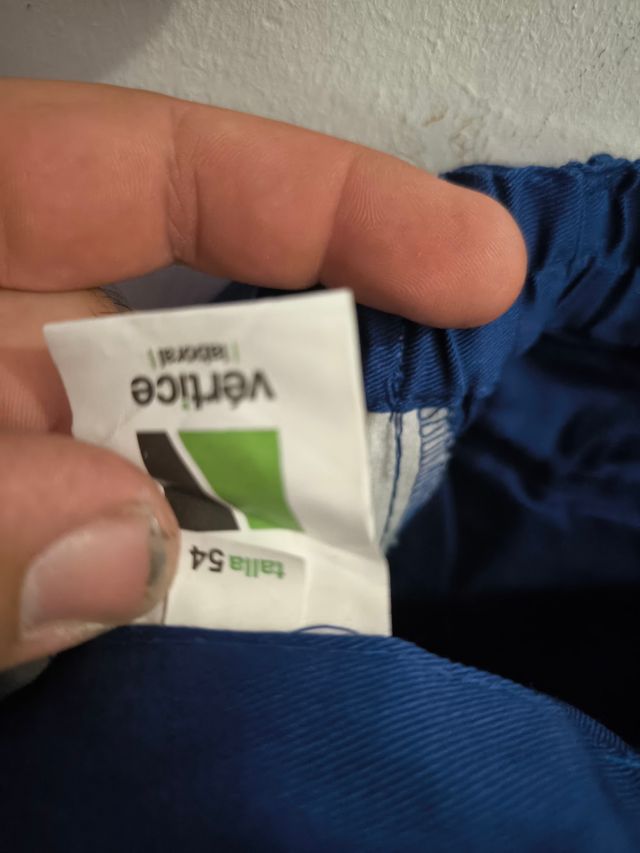 vértice
| laboral |
talla 54